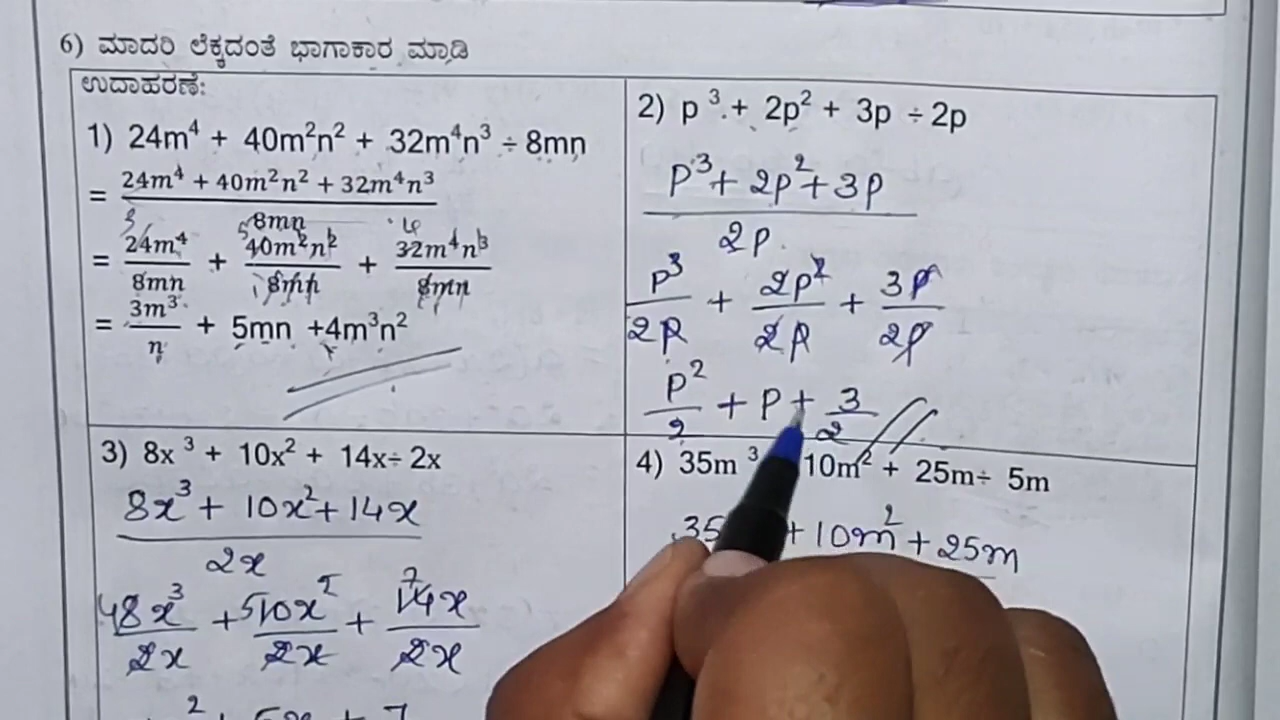 6) ಮಾದರಿ ಲೆಕ್ಕದಂತೆ ಭಾಗಾಕಾರ ಮಾಡಿ
ಉದಾಹರಣೆ:
1) 24m⁴ + 40m²n² + 32m⁴n³ ÷ 8mn
= 24m⁴ + 40m²n² + 32m⁴n³ / 8mn
= 24m⁴/8mn + 40m²n²/8mn + 32m⁴n³/8mn
= 3m³/n + 5mn +4m³n²
2) p³ + 2p² + 3p ÷ 2p
p³ + 2p² + 3p / 2p
p³/2p + 2p²/2p + 3p/2p
p²/2 + p + 3/2
3) 8x³ + 10x² + 14x÷ 2x
8x³ + 10x² + 14x / 2x
8x³/2x + 10x²/2x + 14x/2x
4) 35m³ 10m² + 25m÷ 5m
35 + 10m² + 25m